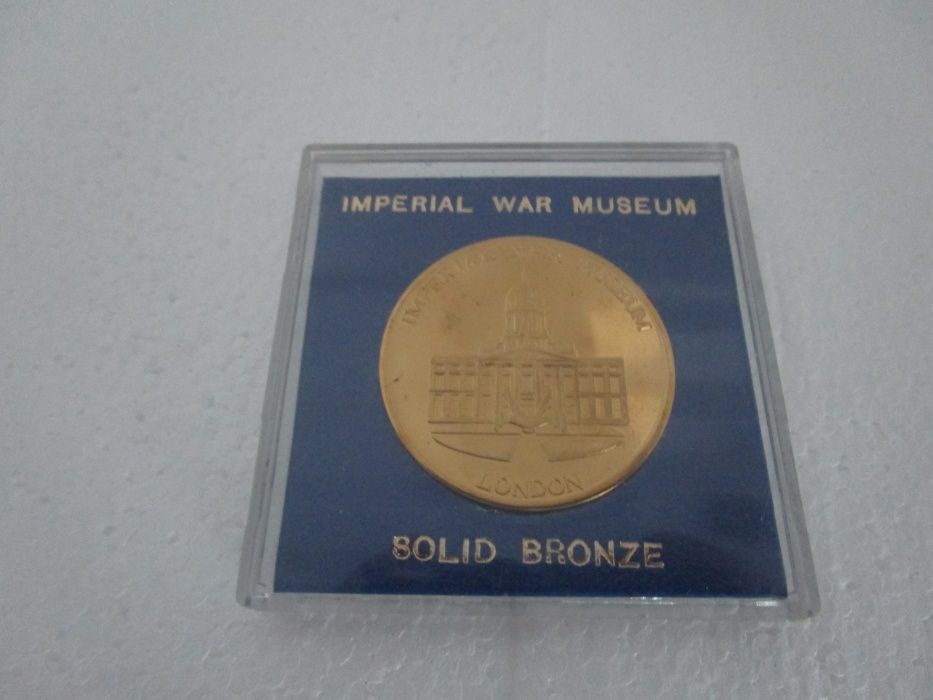 IMPERIAL WAR MUSEUM
IMPERIAL WAR MUSEUM
LONDON
SOLID BRONZE